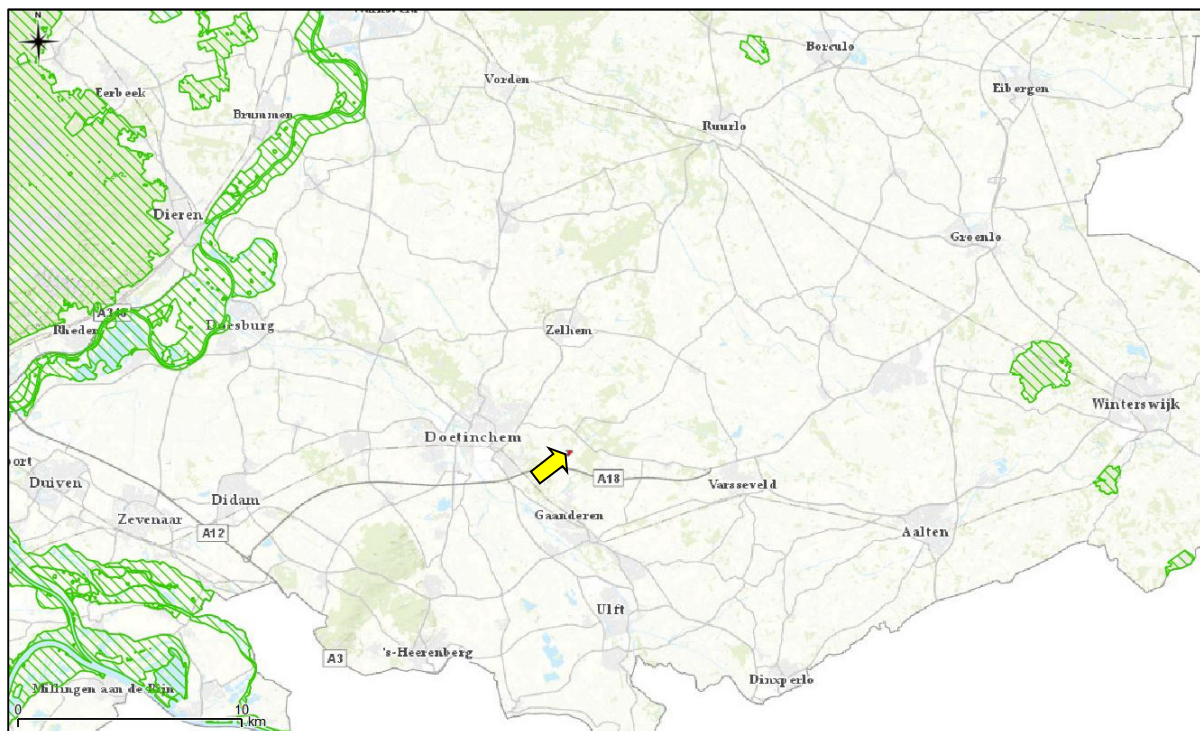 N
Borculo
Vorden
Eerbeek
Eibergen
Brummen
Ruurlo
Dieren
Groenlo
Rheden
Doesburg
Zelhem
Winterswijk
Doetinchem
Duiven
Didam
A18
Varsseveld
Gaanderen
Zevenaar
A12
Aalten
Ulft
A3
's-Heerenberg
Dinxperlo
Millingen aan de Rijn
0
10
km